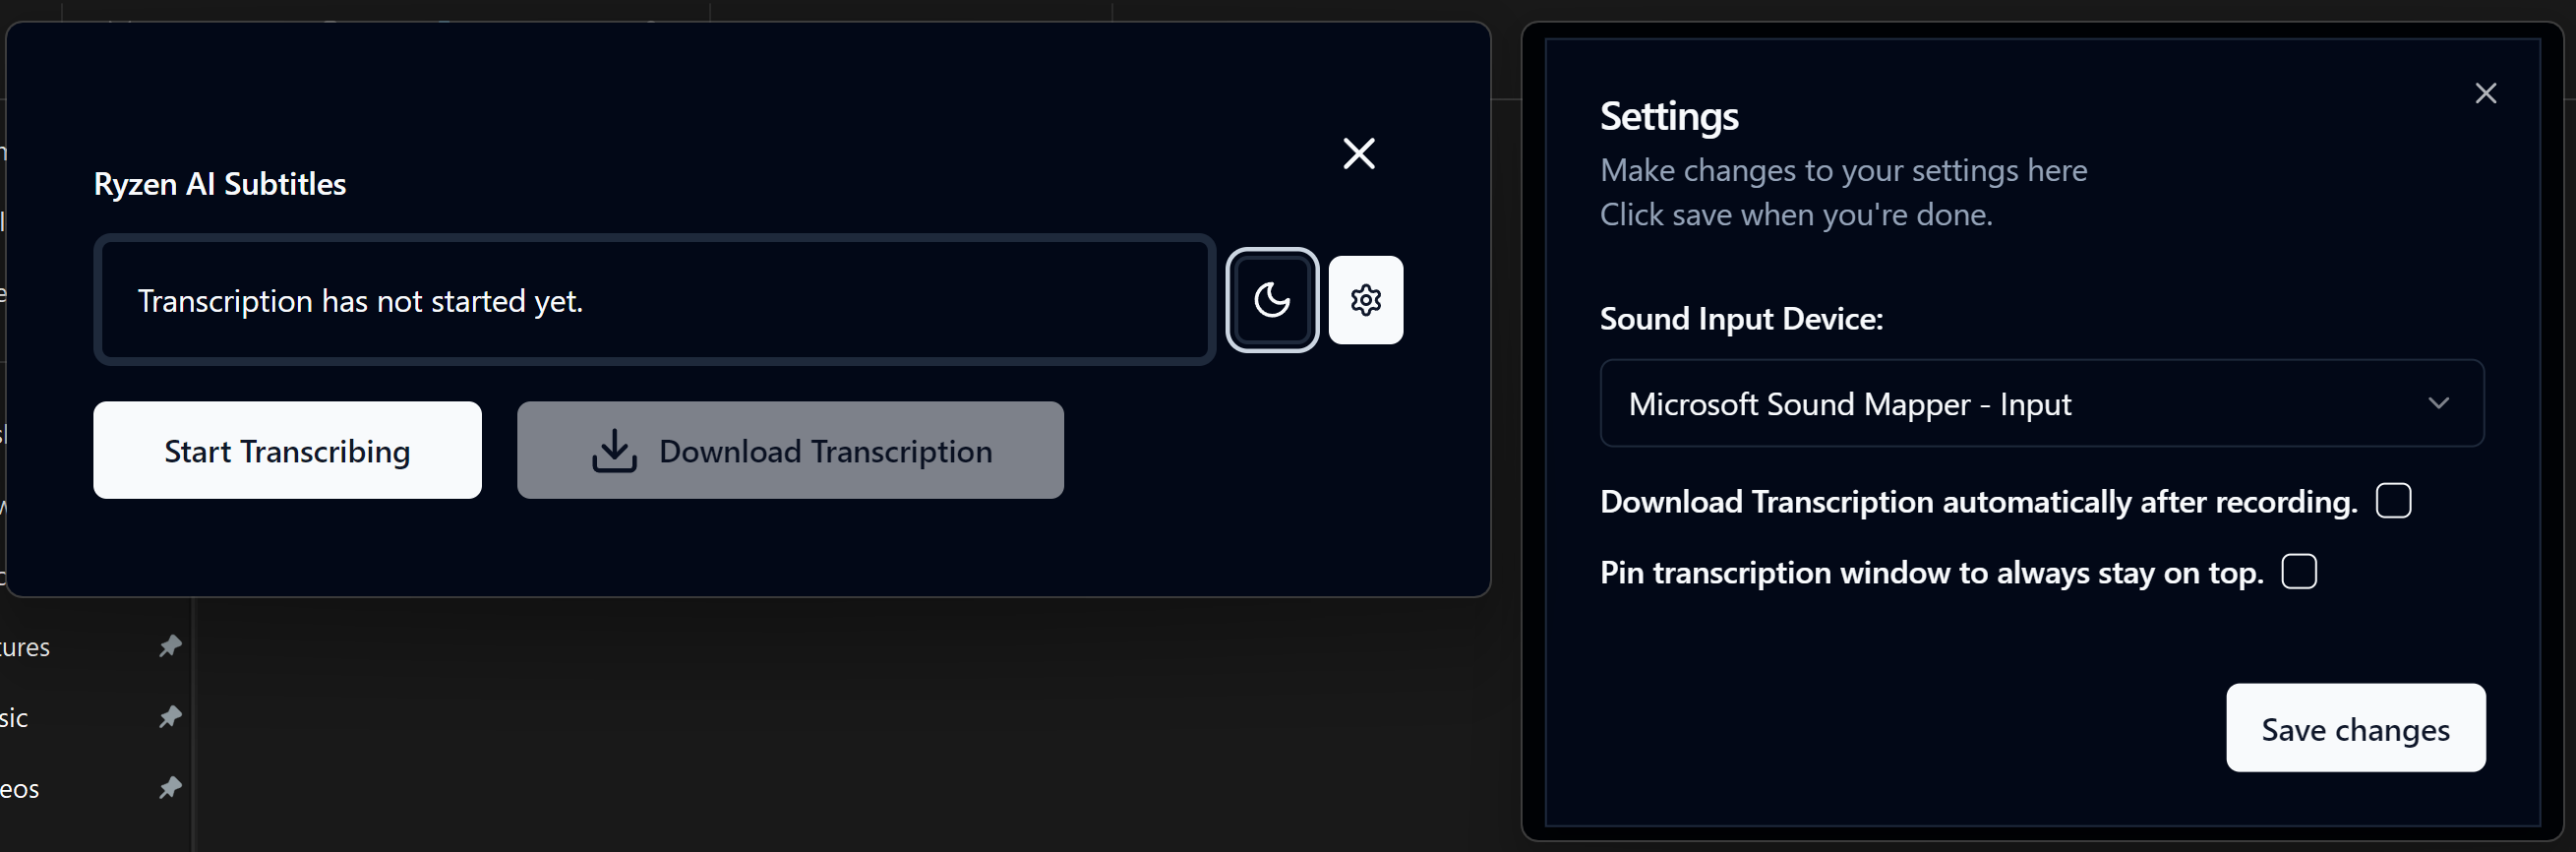 Ryzen AI Subtitles
Transcription has not started yet.
Start Transcribing
Download Transcription
Settings
Make changes to your settings here
Click save when you're done.
Sound Input Device:
Microsoft Sound Mapper - Input
Download Transcription automatically after recording.
Pin transcription window to always stay on top.
Save changes
tures
sic
eos